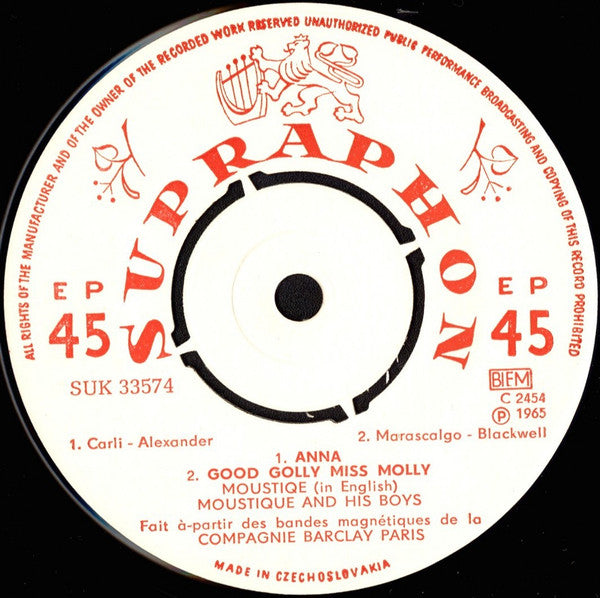 ALL RIGHTS OF THE MANUFACTURER AND OF THE OWNER OF THE RECORDED WORK RESERVED UNAUTHORIZED PUBLIC PERFORMANCE BROADCASTING AND COPYING OF THIS RECORD PROHIBITED
SUPRAPHON
EP
45
EP
45
SUK 33574
BIEM
C 2454
Ⓟ 1965
1. Carli - Alexander
2. Marascalgo - Blackwell
1. ANNA
2. GOOD GOLLY MISS MOLLY
MOUSTIQE (in English)
MOUSTIQUE AND HIS BOYS
Fait à-partir des bandes magnétiques de la
COMPAGNIE BARCLAY PARIS
MADE IN CZECHOSLOVAKIA